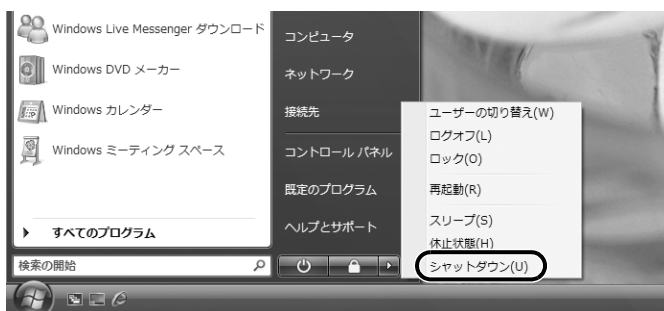 Windows Live Messenger ダウンロード
Windows DVD メーカー
Windows カレンダー
Windows ミーティング スペース
すべてのプログラム
検索の開始
コンピュータ
ネットワーク
接続先
コントロール パネル
既定のプログラム
ヘルプとサポート
ユーザーの切り替え(W)
ログオフ(L)
ロック(O)
再起動(R)
スリープ(S)
休止状態(H)
シャットダウン(U)